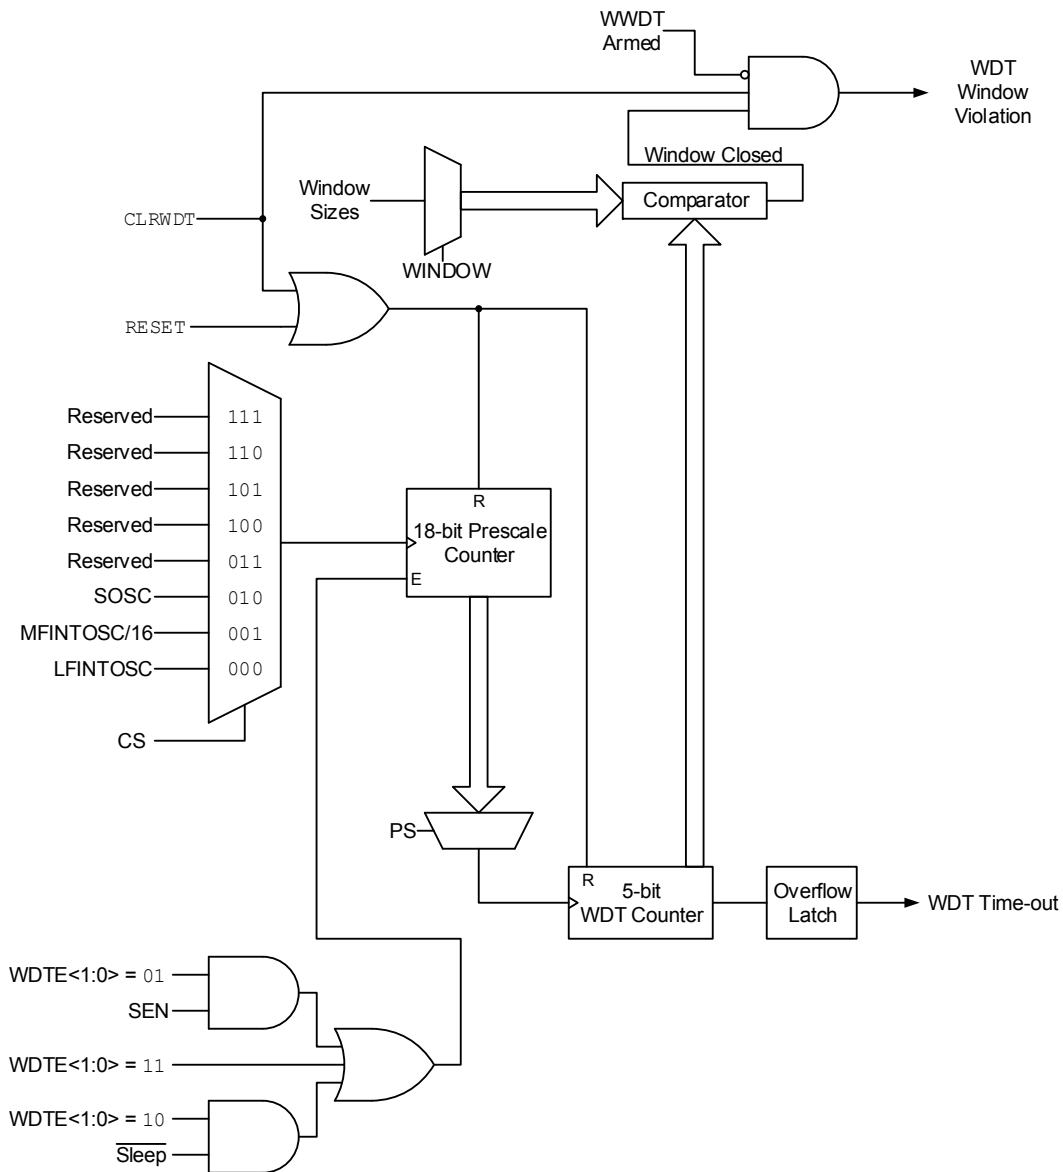 WWDT
Armed
WDT
Window
Violation
Window Closed
Window
Sizes
Comparator
CLRWDT
WINDOW
RESET
Reserved 111
Reserved 110
Reserved 101
Reserved 100
Reserved 011
SOSC 010
MFINTOSC/16 001
LFINTOSC 000
CS
R
18-bit Prescale
Counter
E
PS
R
5-bit
WDT Counter
Overflow
Latch
WDT Time-out
WDTE<1:0> = 01
SEN
WDTE<1:0> = 11
WDTE<1:0> = 10
Sleep